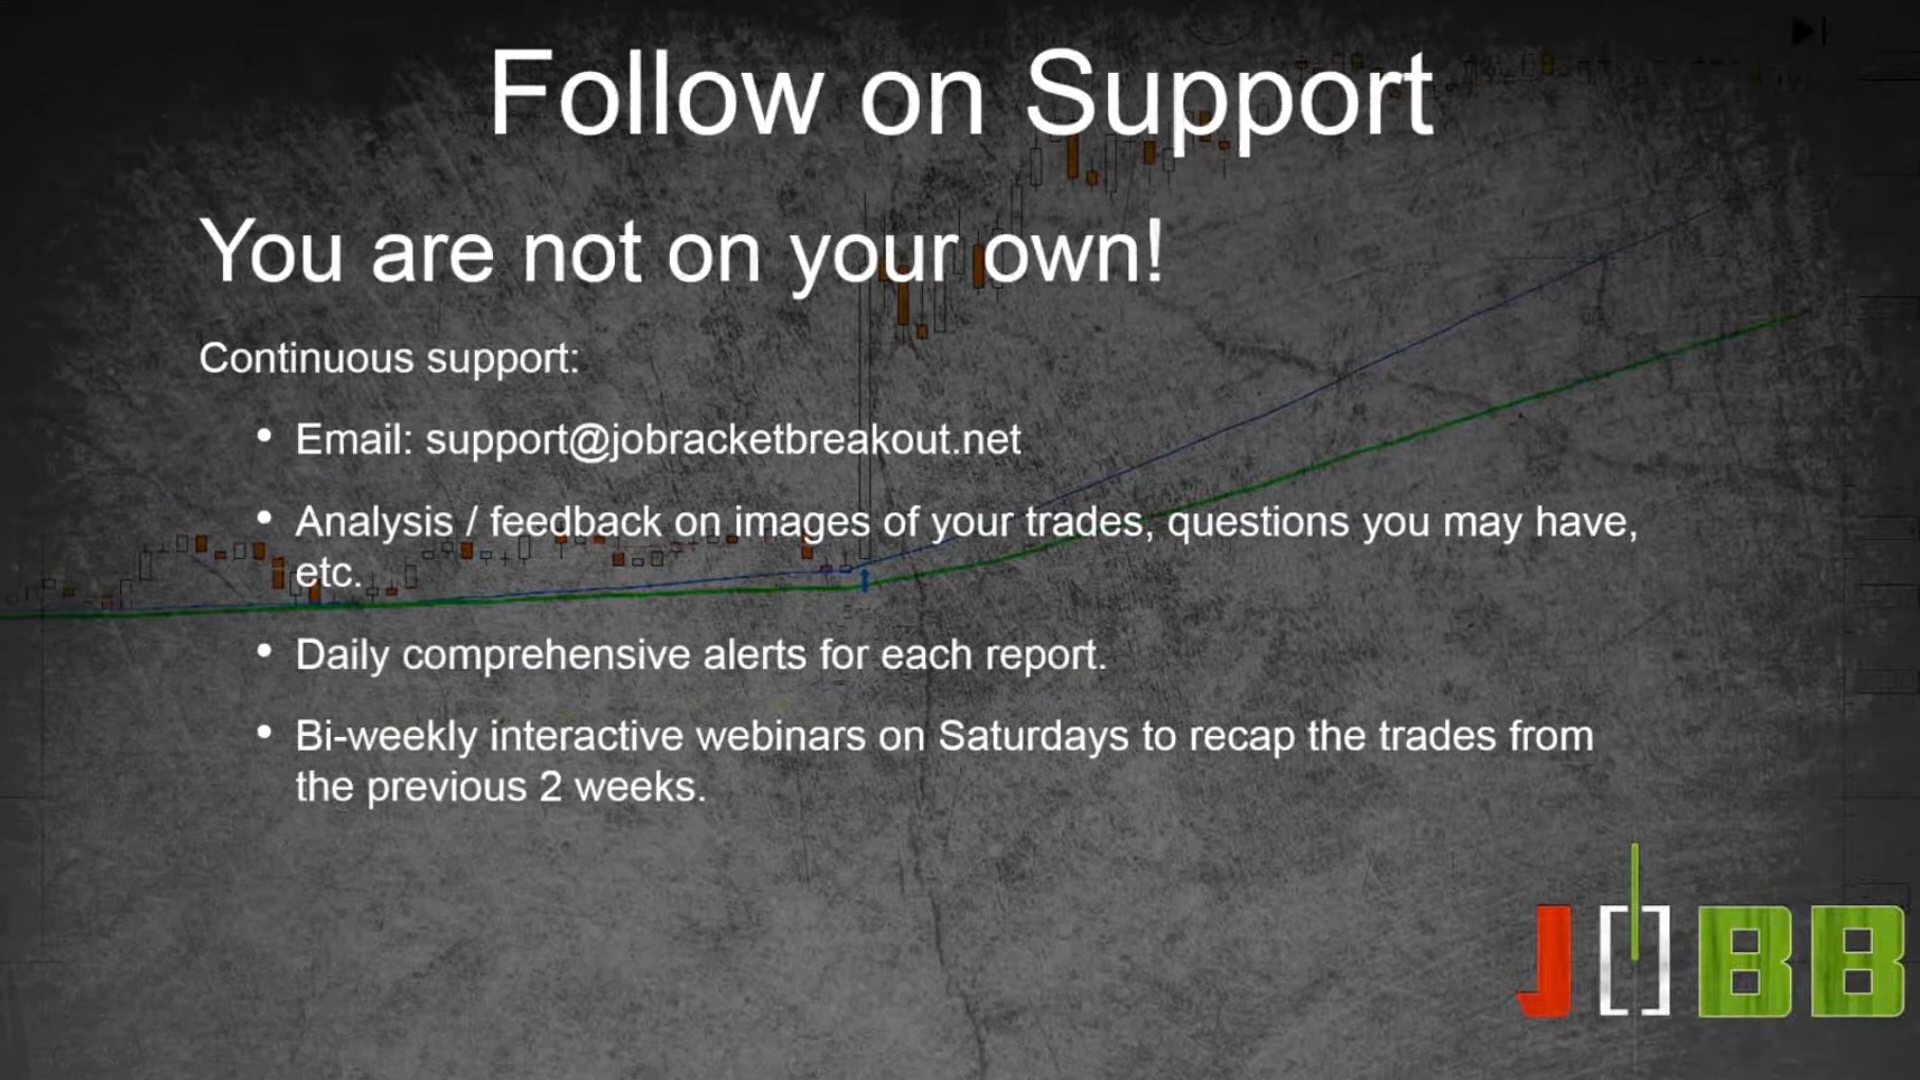 Follow on Support
You are not on your own!
Continuous support:
• Email: support@jobracketbreakout.net
• Analysis / feedback on images of your trades, questions you may have,
etc.
• Daily comprehensive alerts for each report.
• Bi-weekly interactive webinars on Saturdays to recap the trades from
the previous 2 weeks.
J[]BB